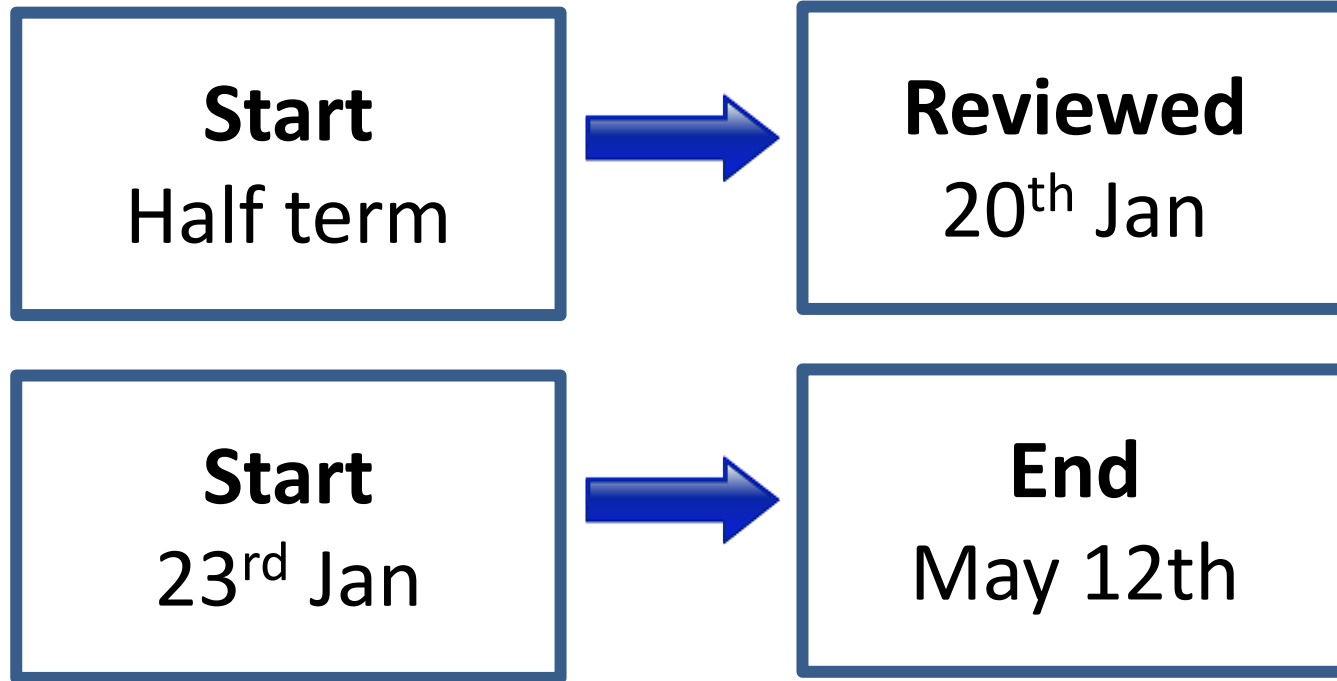 Start
Half term
Reviewed
20th Jan
Start
23rd Jan
End
May 12th